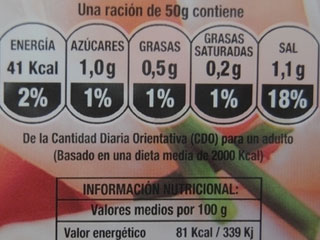 Una ración de 50g contiene
ENERGÍA AZÚCARES GRASAS GRASAS SATURADAS SAL
41 Kcal 1,0g 0,5g 0,2g 1,1g
2% 1% 1% 1% 18%
De la Cantidad Diaria Orientativa (CDO) para un adulto
(Basado en una dieta media de 2000 Kcal)
INFORMACIÓN NUTRICIONAL:
Valores medios por 100 g
Valor energético 81 Kcal / 339 Kj